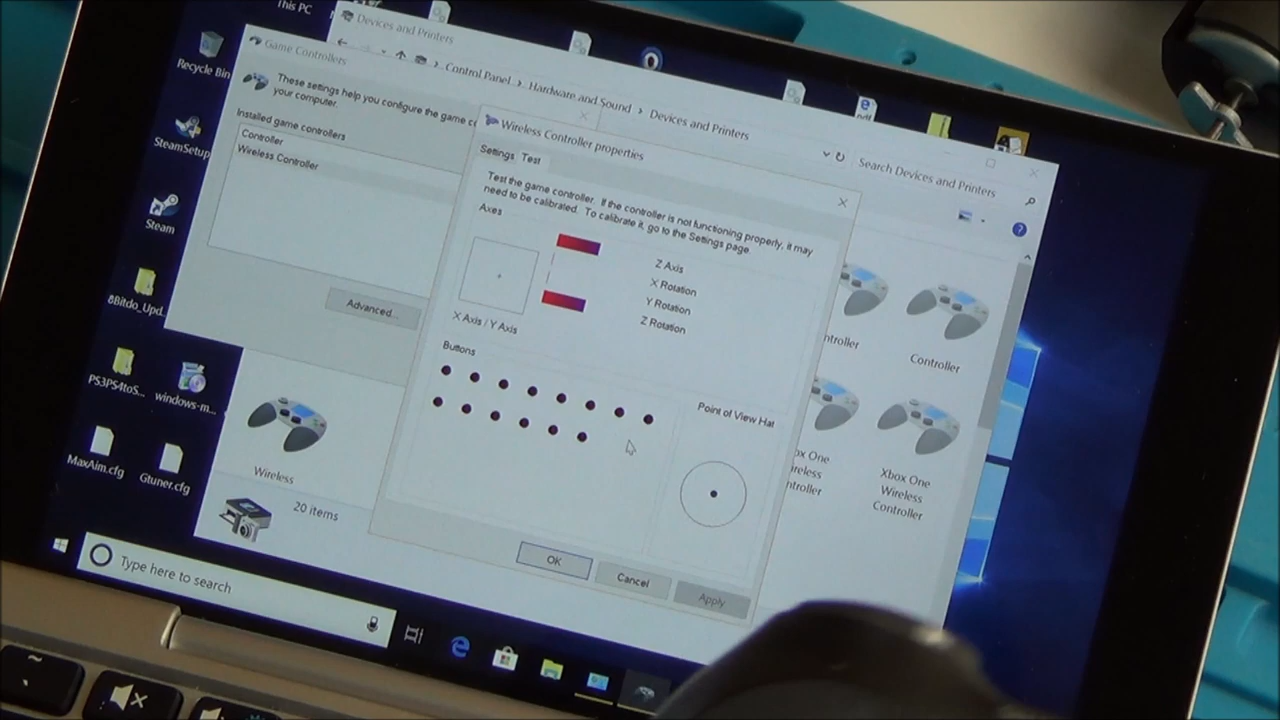 This PC
Recycle Bin
SteamSetup
Steam
8Bitdo_Upd...
PS3PS4toS...
windows-m...
MaxAim.cfg
Gtuner.cfg
Devices and Printers
Control Panel › Hardware and Sound › Devices and Printers
Search Devices and Printers
Game Controllers
These settings help you configure the game c
your computer.
Installed game controllers
Controller
Wireless Controller
Advanced...
Wireless Controller properties
Settings Test
Test the game controller. If the controller is not functioning properly, it may
need to be calibrated. To calibrate it, go to the Settings page.
Axes
Z Axis
X Rotation
Y Rotation
Z Rotation
X Axis / Y Axis
Buttons
Point of View Hat
OK
Cancel
Apply
ntroller
Controller
ox One
ireless
ntroller
Xbox One
Wireless
Controller
Wireless
20 items
Type here to search